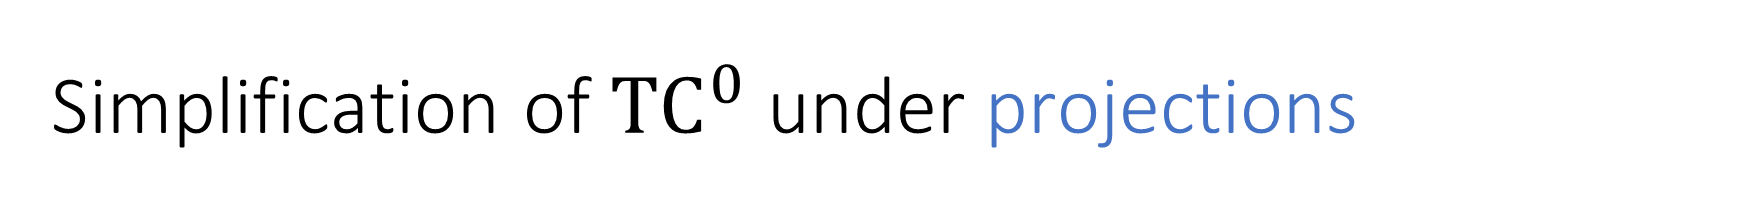 Simplification of TC⁰ under projections